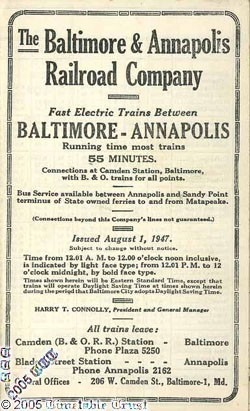 The Baltimore & Annapolis
Railroad Company
Fast Electric Trains Between
BALTIMORE - ANNAPOLIS
Running time most trains
55 MINUTES.
Connections at Camden Station, Baltimore,
with B. & O. trains for all points.
Bus Service available between Annapolis and Sandy Point
terminus of State owned ferries to and from Matapeake.
(Connections beyond this Company's lines not guaranteed.)
Issued August 1, 1947.
Subject to change without notice.
Time from 12.01 A. M. to 12.00 o'clock noon inclusive,
is indicated by light face type; from 12.01 P. M. to 12
o'clock midnight, by bold face type.
Hours shown herein will be Eastern Standard Time, except that
trains will operate Daylight Saving Time at times shown herein
during the period that Baltimore City adopts Daylight Saving Time.
HARRY T. CONNOLLY, President and General Manager
All trains leave:
Camden (B. & O. R. R.) Station - Baltimore
Phone Plaza 5250
Station - - - Annapolis
Phone Annapolis 2162
Offices - 206 W. Camden St., Baltimore-1, Md.
© 2005 Timetable Trust